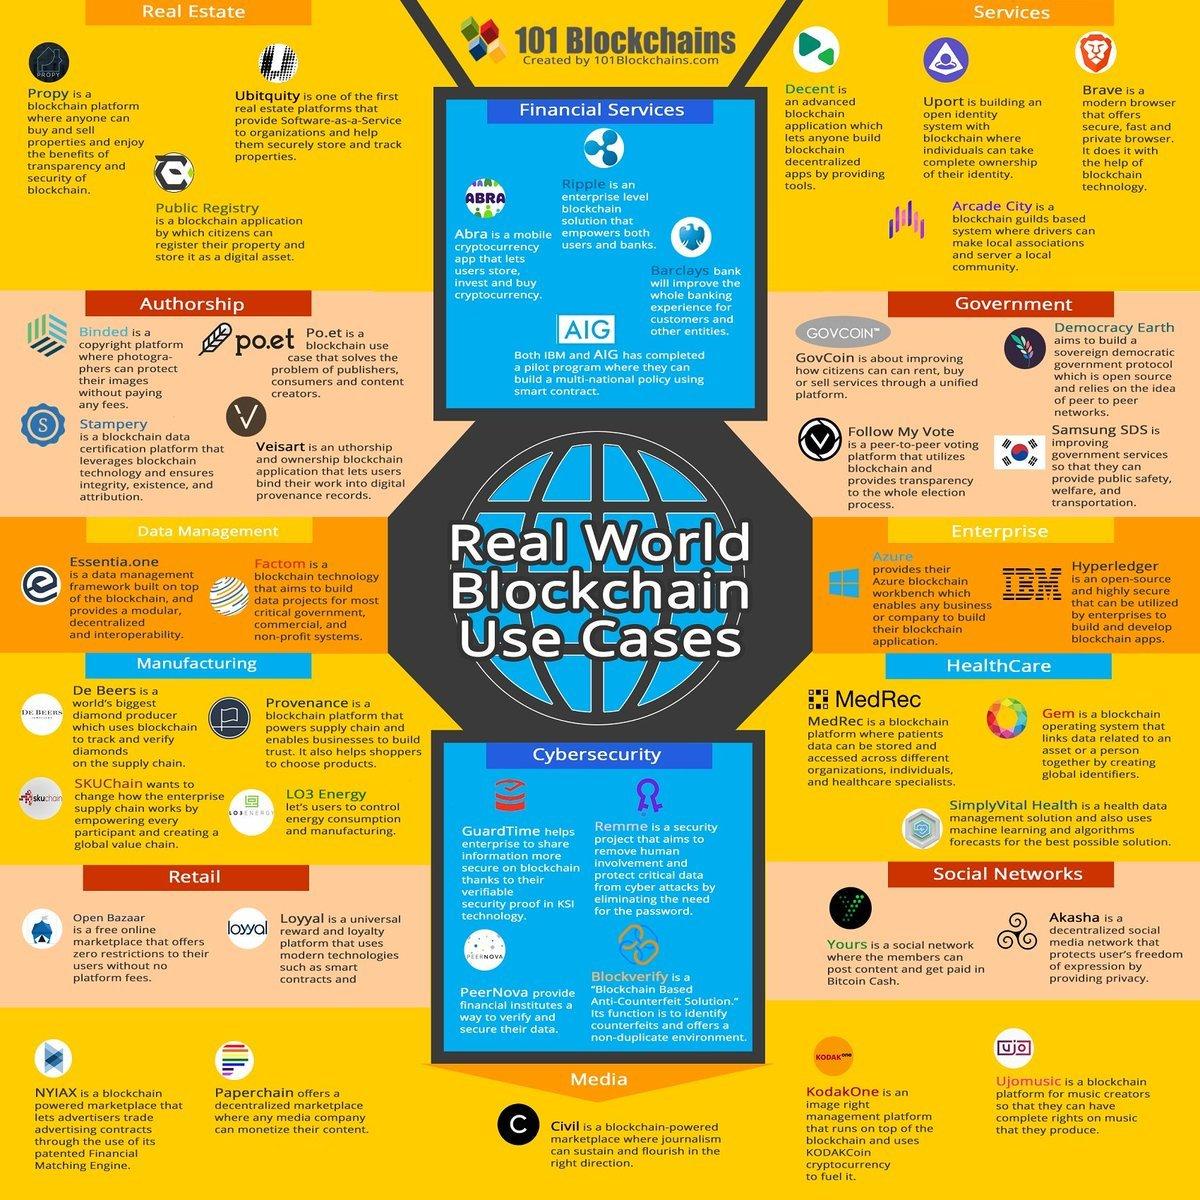 101 Blockchains
Created by 101Blockchains.com
Real Estate
PROPY
Propy is a
blockchain platform
where anyone can
buy and sell
properties and enjoy
the benefits of
transparency and
security of
blockchain.
Ubitquity is one of the first
real estate platforms that
provide Software-as-a-Service
to organizations and help
them securely store and track
properties.
Public Registry
is a blockchain application
by which citizens can
register their property and
store it as a digital asset.
Financial Services
ABRA
Abra is a mobile
cryptocurrency
app that lets
users store,
invest and buy
cryptocurrency.
Ripple is an
enterprise level
blockchain
solution that
empowers both
users and banks.
Barclays bank
will improve the
whole banking
experience for
customers and
other entities.
AIG
Both IBM and AIG has completed
a pilot program where they can
build a multi-national policy using
smart contract.
Services
Decent is
an advanced
blockchain
application which
lets anyone build
blockchain
decentralized
apps by providing
tools.
Uport is building an
open identity
system with
blockchain where
individuals can take
complete ownership
of their identity.
Brave is a
modern browser
that offers
secure, fast and
private browser.
It does it with
the help of
blockchain
technology.
Arcade City is a
blockchain guilds based
system where drivers can
make local associations
and server a local
community.
Authorship
Binded is a
copyright platform
where photogra-
phers can protect
their images
without paying
any fees.
po.et
Po.et is a
blockchain use
case that solves the
problem of publishers,
consumers and content
creators.
S
Stampery
is a blockchain data
certification platform that
leverages blockchain
technology and ensures
integrity, existence, and
attribution.
Veisart is an uthorship
and ownership blockchain
application that lets users
bind their work into digital
provenance records.
Government
GOVCOIN™
GovCoin is about improving
how citizens can can rent, buy
or sell services through a unified
platform.
Democracy Earth
aims to build a
sovereign democratic
government protocol
which is open source
and relies on the idea
of peer to peer
networks.
Follow My Vote
is a peer-to-peer voting
platform that utilizes
blockchain and
provides transparency
to the whole election
process.
Samsung SDS is
improving
government services
so that they can
provide public safety,
welfare, and
transportation.
Real World
Blockchain
Use Cases
Data Management
Essentia.one
is a data management
framework built on top
of the blockchain, and
provides a modular,
decentralized
and interoperability.
Factom is a
blockchain technology
that aims to build
data projects for most
critical government,
commercial, and
non-profit systems.
Enterprise
Azure
provides their
Azure blockchain
workbench which
enables any business
or company to build
their blockchain
application.
IBM
Hyperledger
is an open-source
and highly secure
that can be utilized
by enterprises to
build and develop
blockchain apps.
Manufacturing
DE BEERS
De Beers is a
world's biggest
diamond producer
which uses blockchain
to track and verify
diamonds
on the supply chain.
Provenance is a
blockchain platform that
powers supply chain and
enables businesses to build
trust. It also helps shoppers
to choose products.
skuchain
SKUChain wants to
change how the enterprise
supply chain works by
empowering every
participant and creating a
global value chain.
LO3ENERGY
LO3 Energy
let's users to control
energy consumption
and manufacturing.
HealthCare
MedRec
MedRec is a blockchain
platform where patients
data can be stored and
accessed across different
organizations, individuals,
and healthcare specialists.
Gem is a blockchain
operating system that
links data related to an
asset or a person
together by creating
global identifiers.
SimplyVital Health is a health data
management solution and also uses
machine learning and algorithms
forecasts for the best possible solution.
Cybersecurity
GuardTime helps
enterprise to share
information more
secure on blockchain
thanks to their
verifiable
security proof in KSI
technology.
Remme is a security
project that aims to
remove human
involvement and
protect critical data
from cyber attacks by
eliminating the need
for the password.
PEERNOVA
PeerNova provide
financial institutes a
way to verify and
secure their data.
Blockverify is a
"Blockchain Based
Anti-Counterfeit Solution."
Its function is to identify
counterfeits and offers a
non-duplicate environment.
Retail
Open Bazaar
is a free online
marketplace that offers
zero restrictions to their
users without no
platform fees.
loyyal
Loyyal is a universal
reward and loyalty
platform that uses
modern technologies
such as smart
contracts and
Social Networks
Yours is a social network
where the members can
post content and get paid in
Bitcoin Cash.
Akasha is a
decentralized social
media network that
protects user's freedom
of expression by
providing privacy.
Media
NYIAX is a blockchain
powered marketplace that
lets advertisers trade
advertising contracts
through the use of its
patented Financial
Matching Engine.
Paperchain offers a
decentralized marketplace
where any media company
can monetize their content.
C
Civil is a blockchain-powered
marketplace where journalism
can sustain and flourish in the
right direction.
KODAKone
KodakOne is an
image right
management platform
that runs on top of the
blockchain and uses
KODAKCoin
cryptocurrency
to fuel it.
ujo
Ujomusic is a blockchain
platform for music creators
so that they can have
complete rights on music
that they produce.